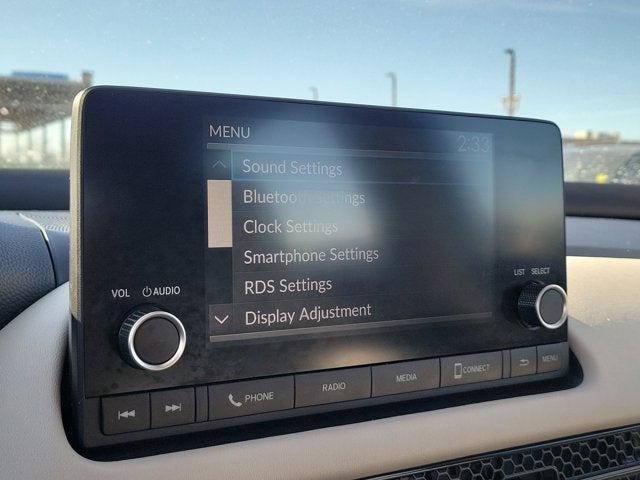 MENU 2:33
Sound Settings
Bluetooth Settings
Clock Settings
Smartphone Settings
RDS Settings
Display Adjustment
VOL AUDIO
LIST SELECT
PHONE RADIO MEDIA CONNECT MENU